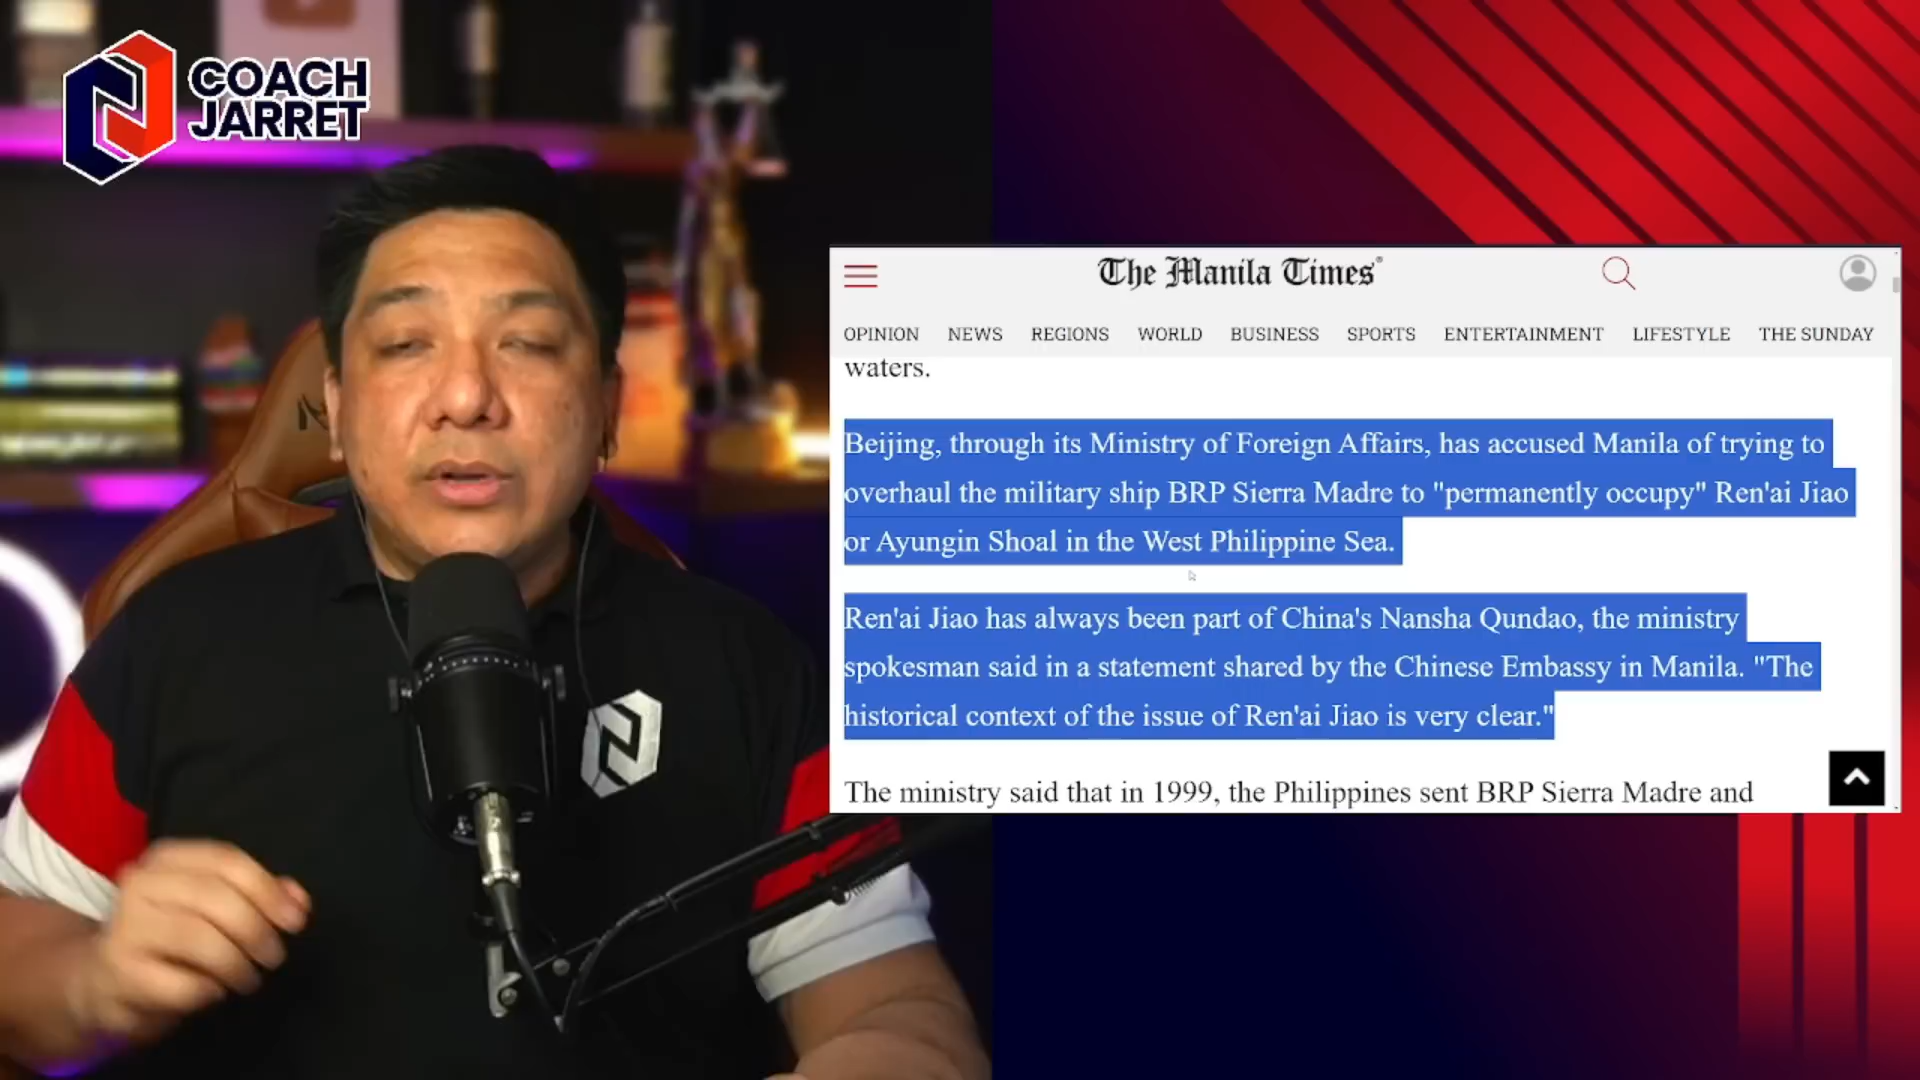 COACH
JARRET
The Manila Times
OPINION NEWS REGIONS WORLD BUSINESS SPORTS ENTERTAINMENT LIFESTYLE THE SUNDAY
waters.
Beijing, through its Ministry of Foreign Affairs, has accused Manila of trying to
overhaul the military ship BRP Sierra Madre to "permanently occupy" Ren'ai Jiao
or Ayungin Shoal in the West Philippine Sea.
Ren'ai Jiao has always been part of China's Nansha Qundao, the ministry
spokesman said in a statement shared by the Chinese Embassy in Manila. "The
historical context of the issue of Ren'ai Jiao is very clear."
The ministry said that in 1999, the Philippines sent BRP Sierra Madre and